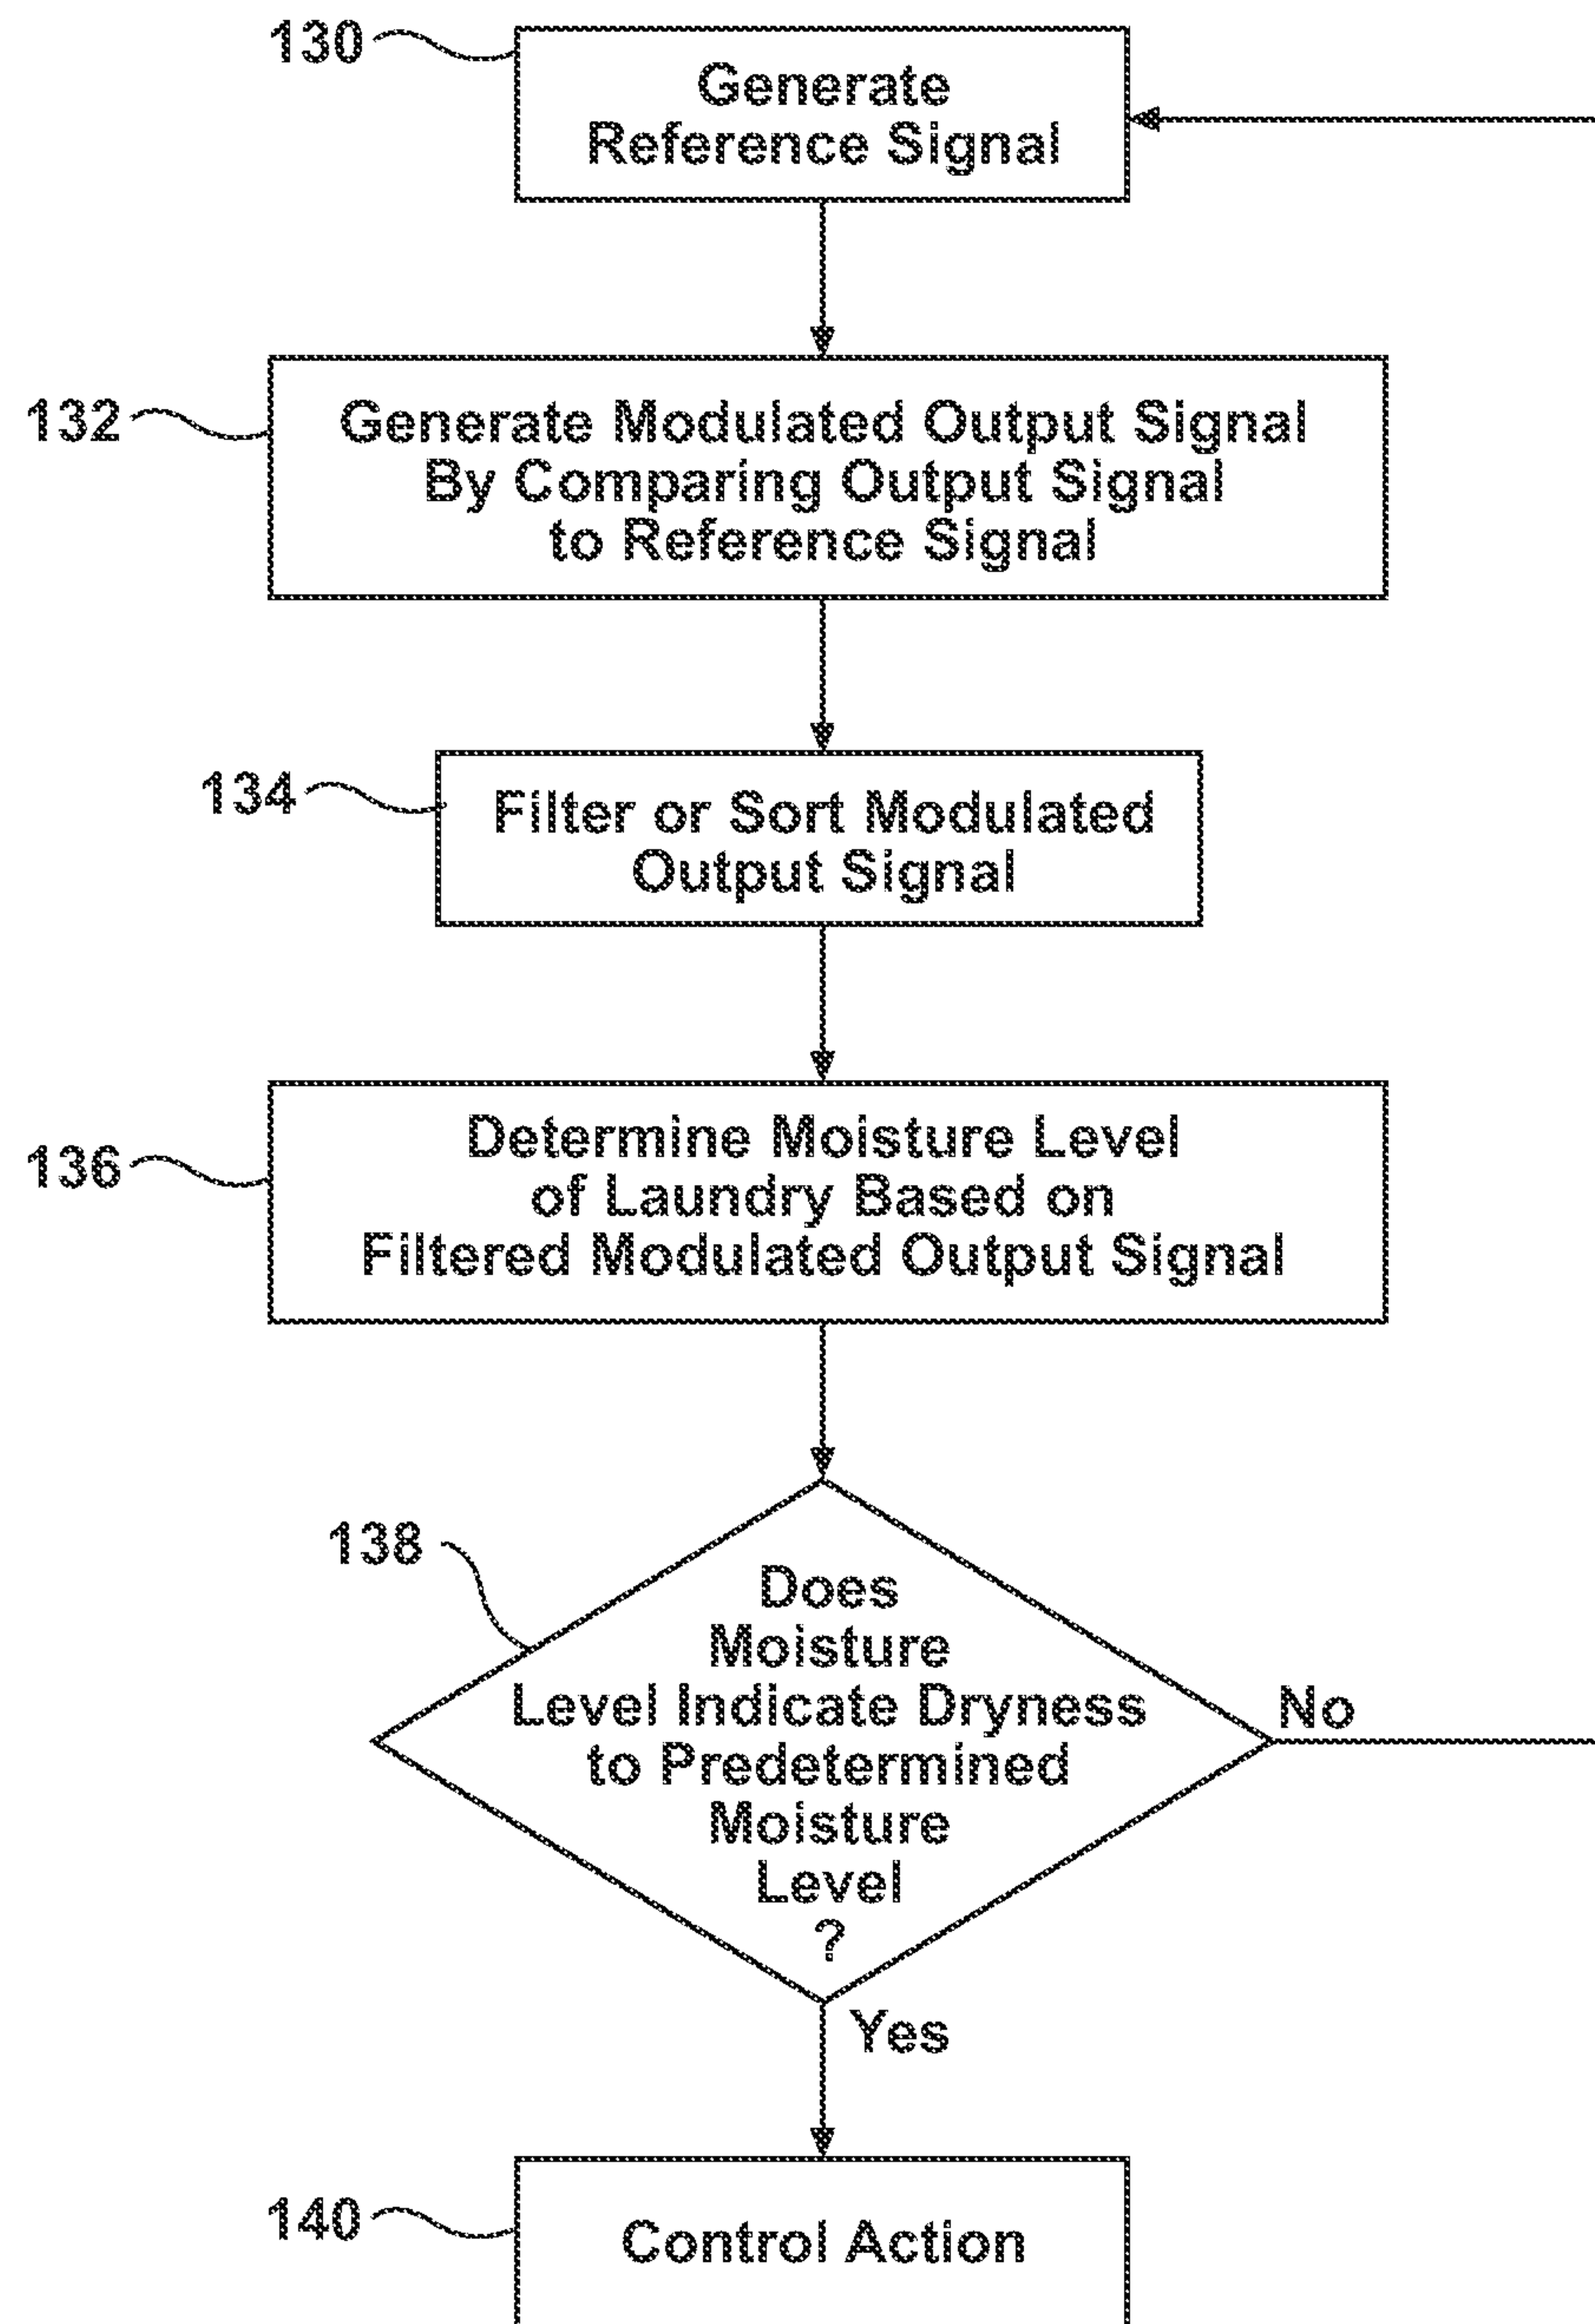 130
Generate
Reference Signal
132
Generate Modulated Output Signal
By Comparing Output Signal
to Reference Signal
134
Filter or Sort Modulated
Output Signal
136
Determine Moisture Level
of Laundry Based on
Filtered Modulated Output Signal
138
Does
Moisture
Level Indicate Dryness
to Predetermined
Moisture
Level
?
No
Yes
140
Control Action